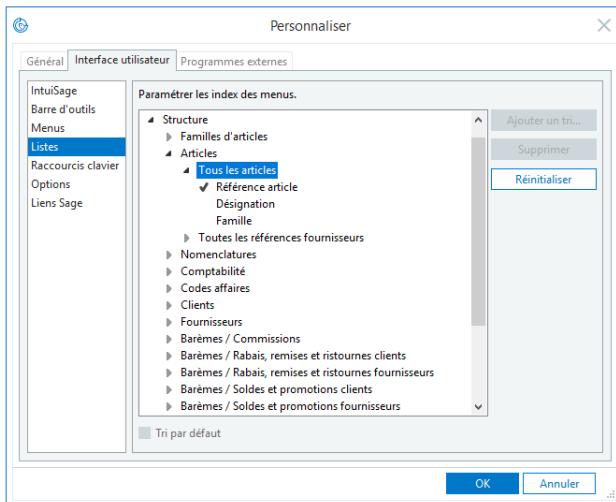 Personnaliser
Général
Interface utilisateur
Programmes externes
IntuiSage
Barre d'outils
Menus
Listes
Raccourcis clavier
Options
Liens Sage
Paramétrer les index des menus.
Structure
Familles d'articles
Articles
Tous les articles
Référence article
Désignation
Famille
Toutes les références fournisseurs
Nomenclatures
Comptabilité
Codes affaires
Clients
Fournisseurs
Barèmes / Commissions
Barèmes / Rabais, remises et ristournes clients
Barèmes / Rabais, remises et ristournes fournisseurs
Barèmes / Soldes et promotions clients
Barèmes / Soldes et promotions fournisseurs
Ajouter un tri...
Supprimer
Réinitialiser
Tri par défaut
OK
Annuler